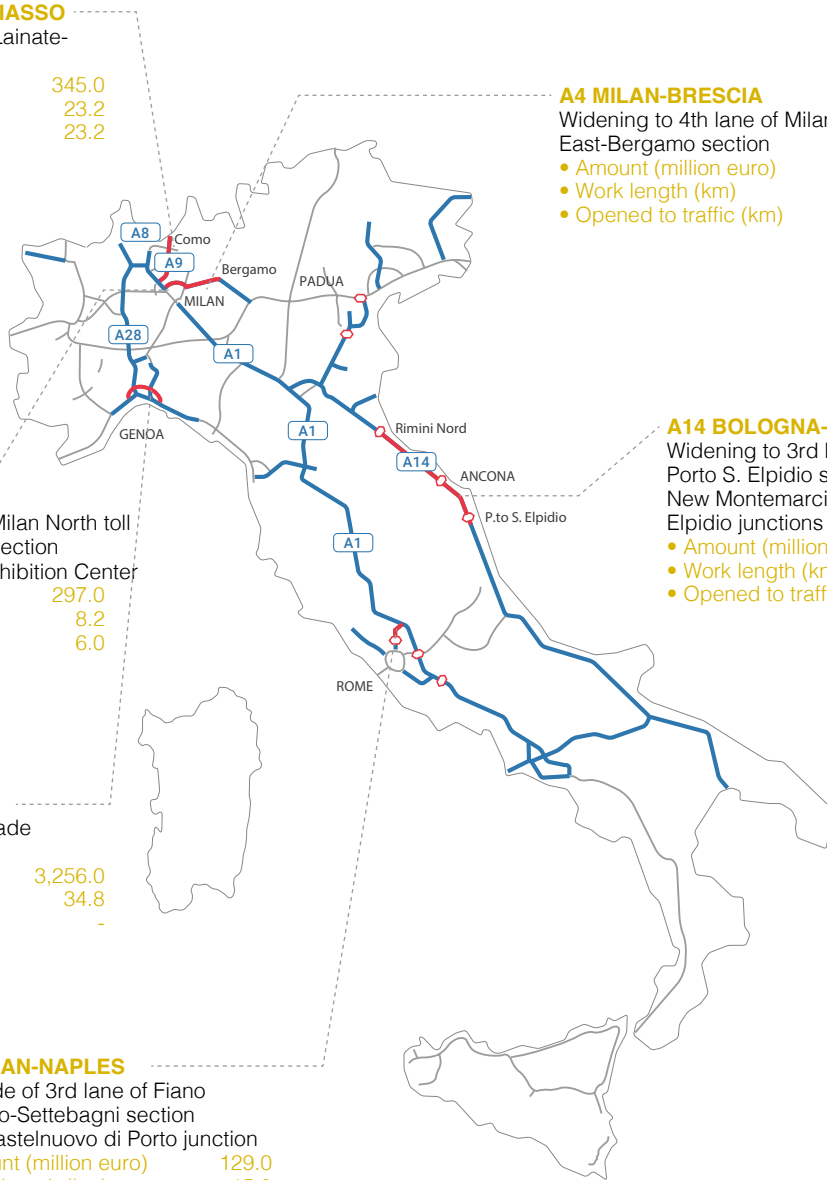 IASSO
Lainate-
345.0
23.2
23.2
A4 MILAN-BRESCIA
Widening to 4th lane of Milan
East-Bergamo section
• Amount (million euro)
• Work length (km)
• Opened to traffic (km)
A8
Como
A9
Bergamo
PADUA
MILAN
A28
A1
GENOA
A1
Rimini Nord
A14
ANCONA
P.to S. Elpidio
A1
ROME
A14 BOLOGNA-
Widening to 3rd
Porto S. Elpidio
New Montemarci
Elpidio junctions
• Amount (million
• Work length (km
• Opened to traff
Milan North toll
ection
hibition Center
297.0
8.2
6.0
ade
3,256.0
34.8
-
AN-NAPLES
de of 3rd lane of Fiano
o-Settebagni section
astelnuovo di Porto junction
unt (million euro) 129.0